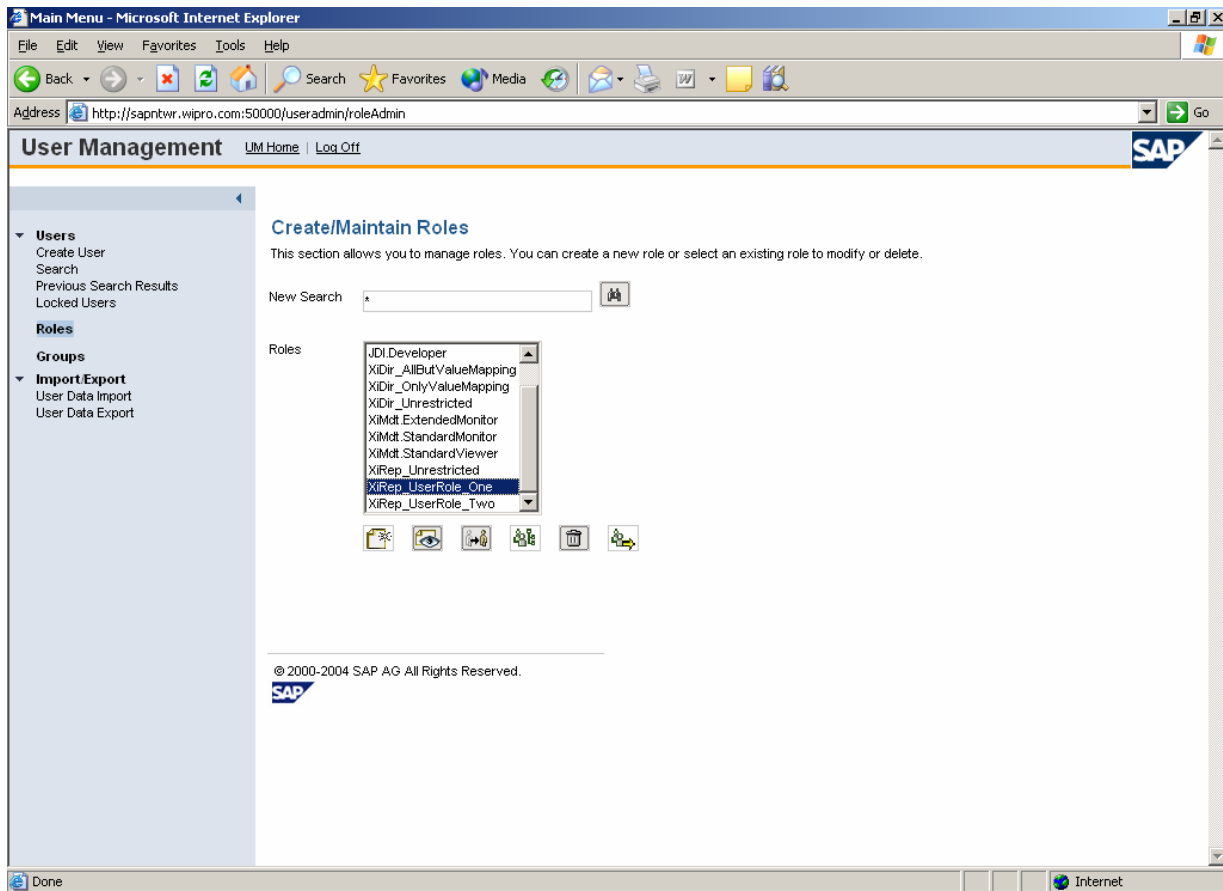 Main Menu - Microsoft Internet Explorer
File Edit View Favorites Tools Help
Back Search Favorites Media
Address http://sapntwr.wipro.com:50000/useradmin/roleAdmin Go
User Management UM Home | Log Off
SAP
Users
Create User
Search
Previous Search Results
Locked Users
Roles
Groups
Import/Export
User Data Import
User Data Export
Create/Maintain Roles
This section allows you to manage roles. You can create a new role or select an existing role to modify or delete.
New Search *
Roles
JDI.Developer
XiDir_AllButValueMapping
XiDir_OnlyValueMapping
XiDir_Unrestricted
XiMdt.ExtendedMonitor
XiMdt.StandardMonitor
XiMdt.StandardViewer
XiRep_Unrestricted
XiRep_UserRole_One
XiRep_UserRole_Two
© 2000-2004 SAP AG All Rights Reserved.
SAP
Done Internet